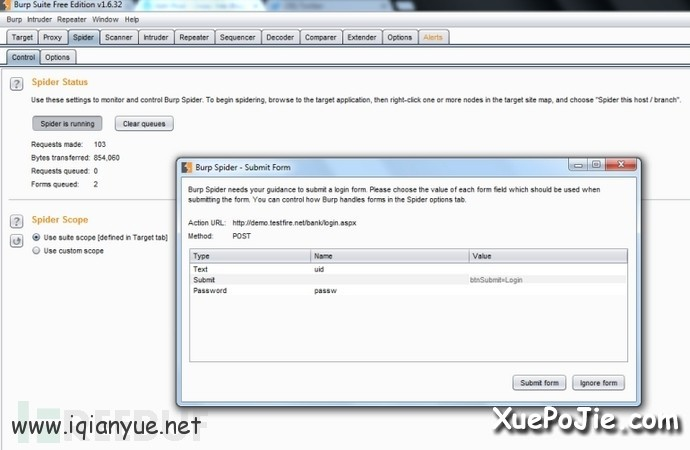 Burp Suite Free Edition v1.6.32
Burp Intruder Repeater Window Help
Target Proxy Spider Scanner Intruder Repeater Sequencer Decoder Comparer Extender Options Alerts
Control Options
? Spider Status
Use these settings to monitor and control Burp Spider. To begin spidering, browse to the target application, then right-click one or more nodes in the target site map, and choose "Spider this host / branch".
Spider is running Clear queues
Requests made: 103
Bytes transferred: 854,060
Requests queued: 0
Forms queued: 2
? Spider Scope
Use suite scope [defined in Target tab]
Use custom scope
Burp Spider - Submit Form
Burp Spider needs your guidance to submit a login form. Please choose the value of each form field which should be used when
submitting the form. You can control how Burp handles forms in the Spider options tab.
Action URL: http://demo.testfire.net/bank/login.aspx
Method: POST
Type Name Value
Text uid
Submit btnSubmit=Login
Password passw
Submit form Ignore form
REEBUF
www.iqianyue.net
XuePoJie.com